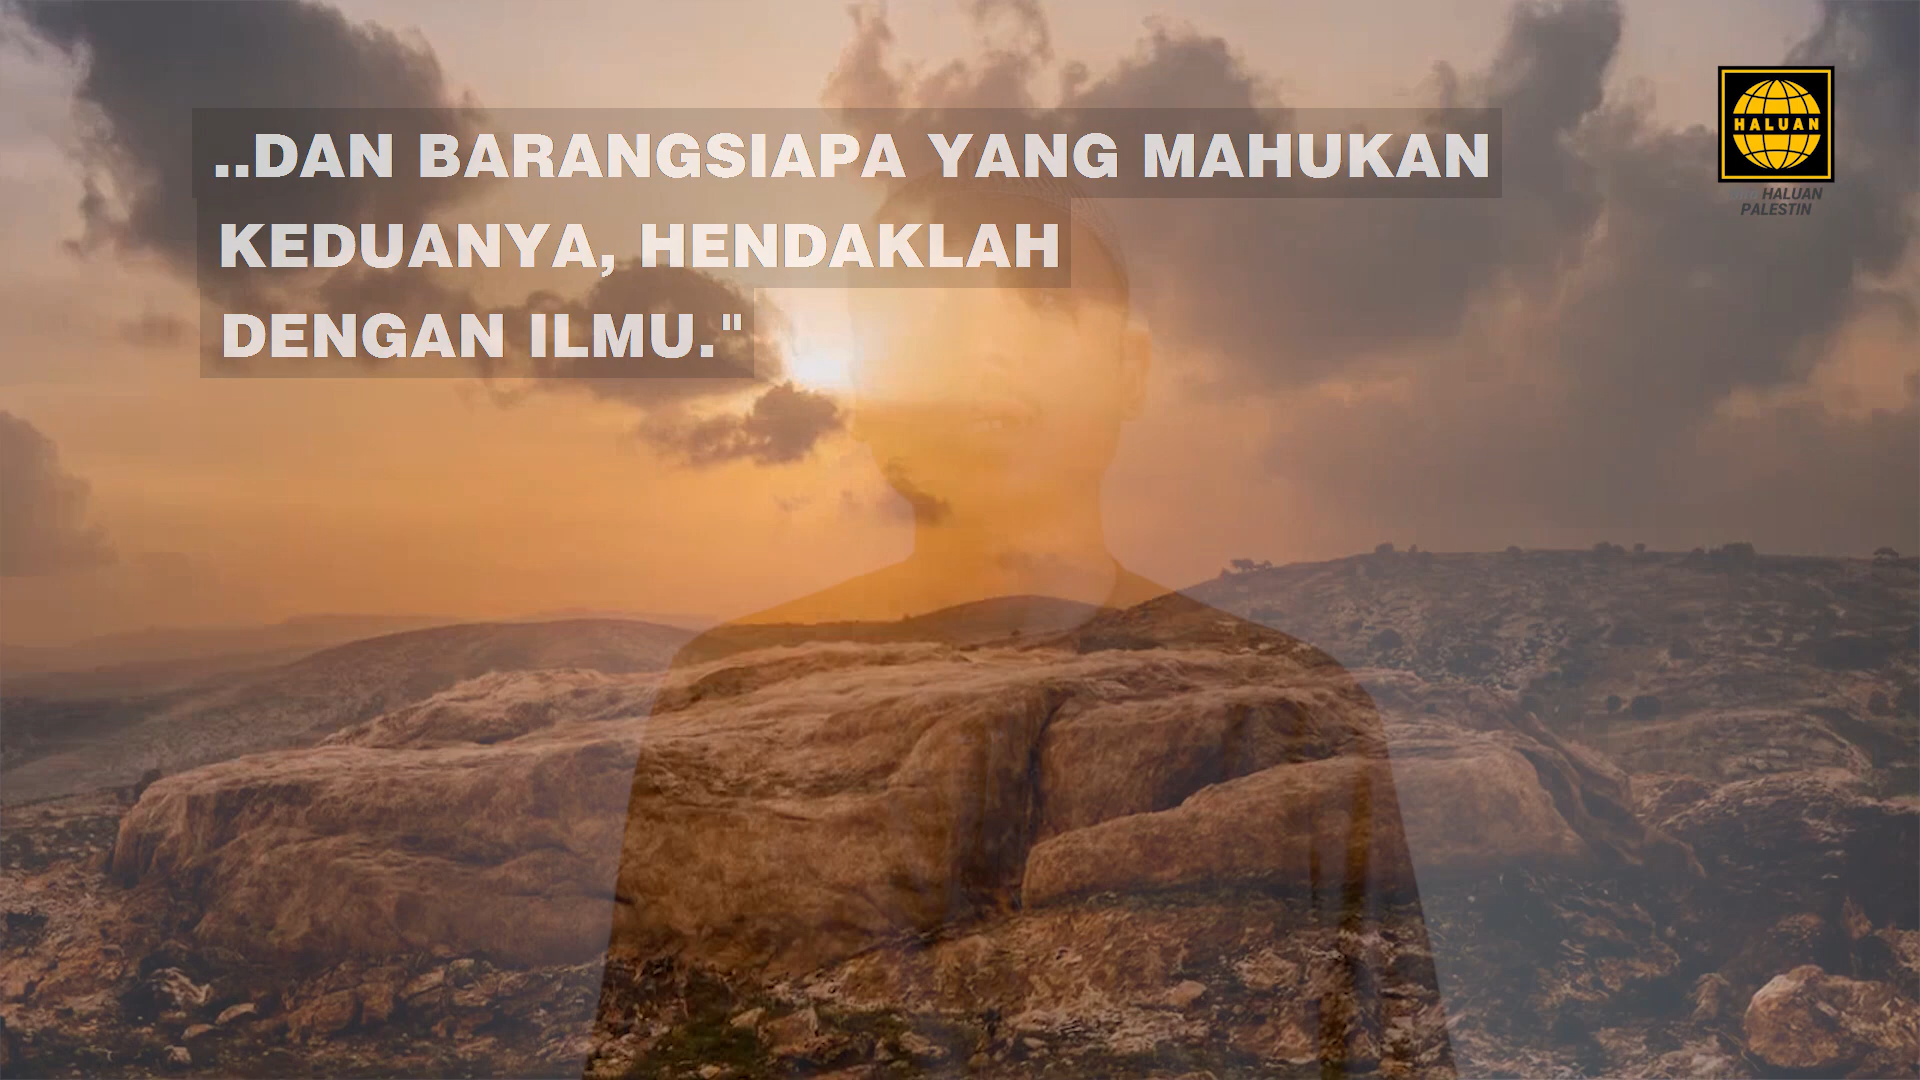 ..DAN BARANGSIAPA YANG MAHUKAN
KEDUANYA, HENDAKLAH
DENGAN ILMU."
HALUAN
HALUAN
PALESTIN